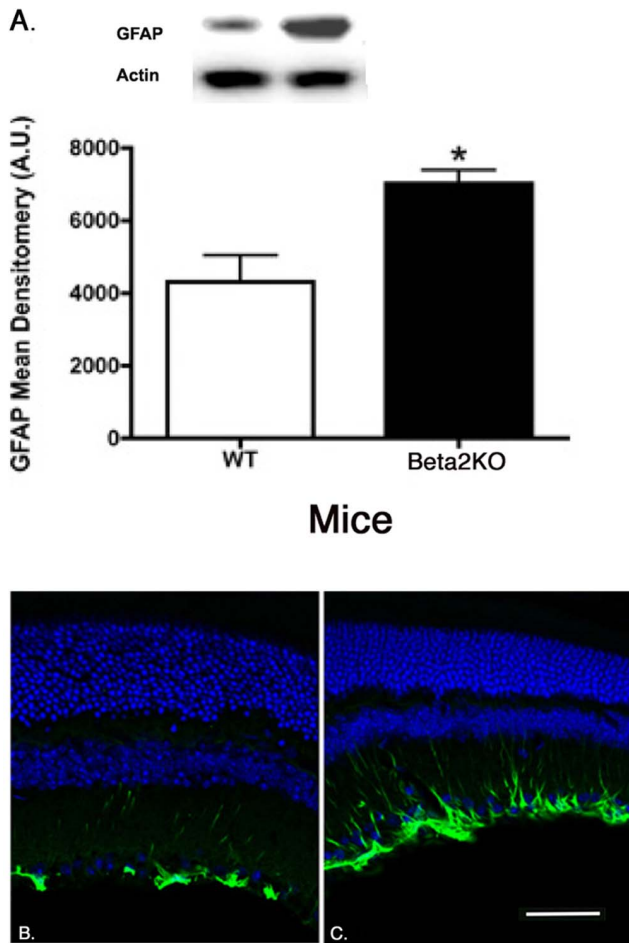 A.
GFAP
Actin
GFAP Mean Densitomery (A.U.)
8000
6000
4000
2000
0
*
WT
Beta2KO
Mice
B.
C.